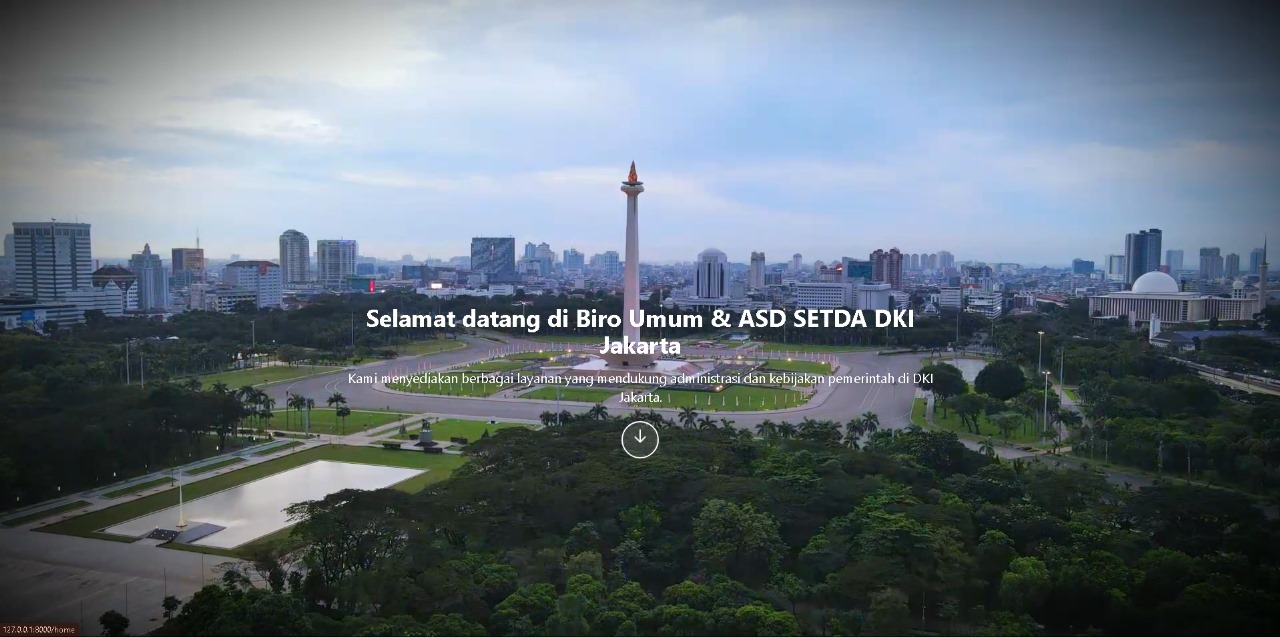 Selamat datang di Biro Umum & ASD SETDA DKI
Jakarta
Kami menyediakan berbagai layanan yang mendukung administrasi dan kebijakan pemerintah di DKI
Jakarta.
127.0.0.1:8000/home